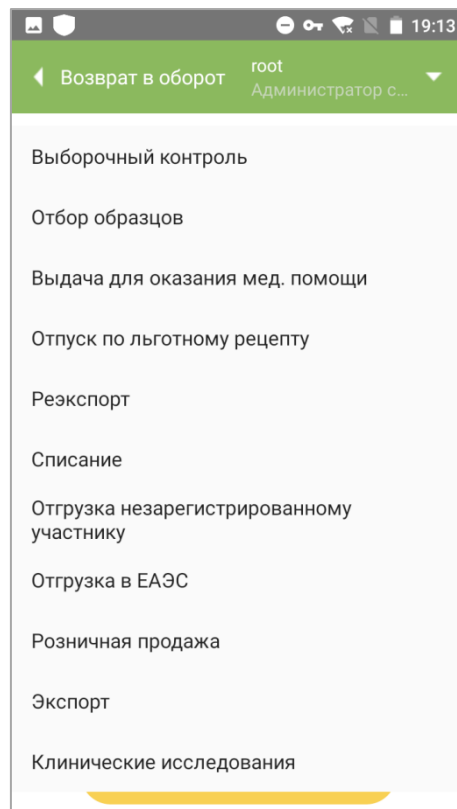 19:13
Возврат в оборот
root
Администратор с...
Выборочный контроль
Отбор образцов
Выдача для оказания мед. помощи
Отпуск по льготному рецепту
Реэкспорт
Списание
Отгрузка незарегистрированному
участнику
Отгрузка в ЕАЭС
Розничная продажа
Экспорт
Клинические исследования